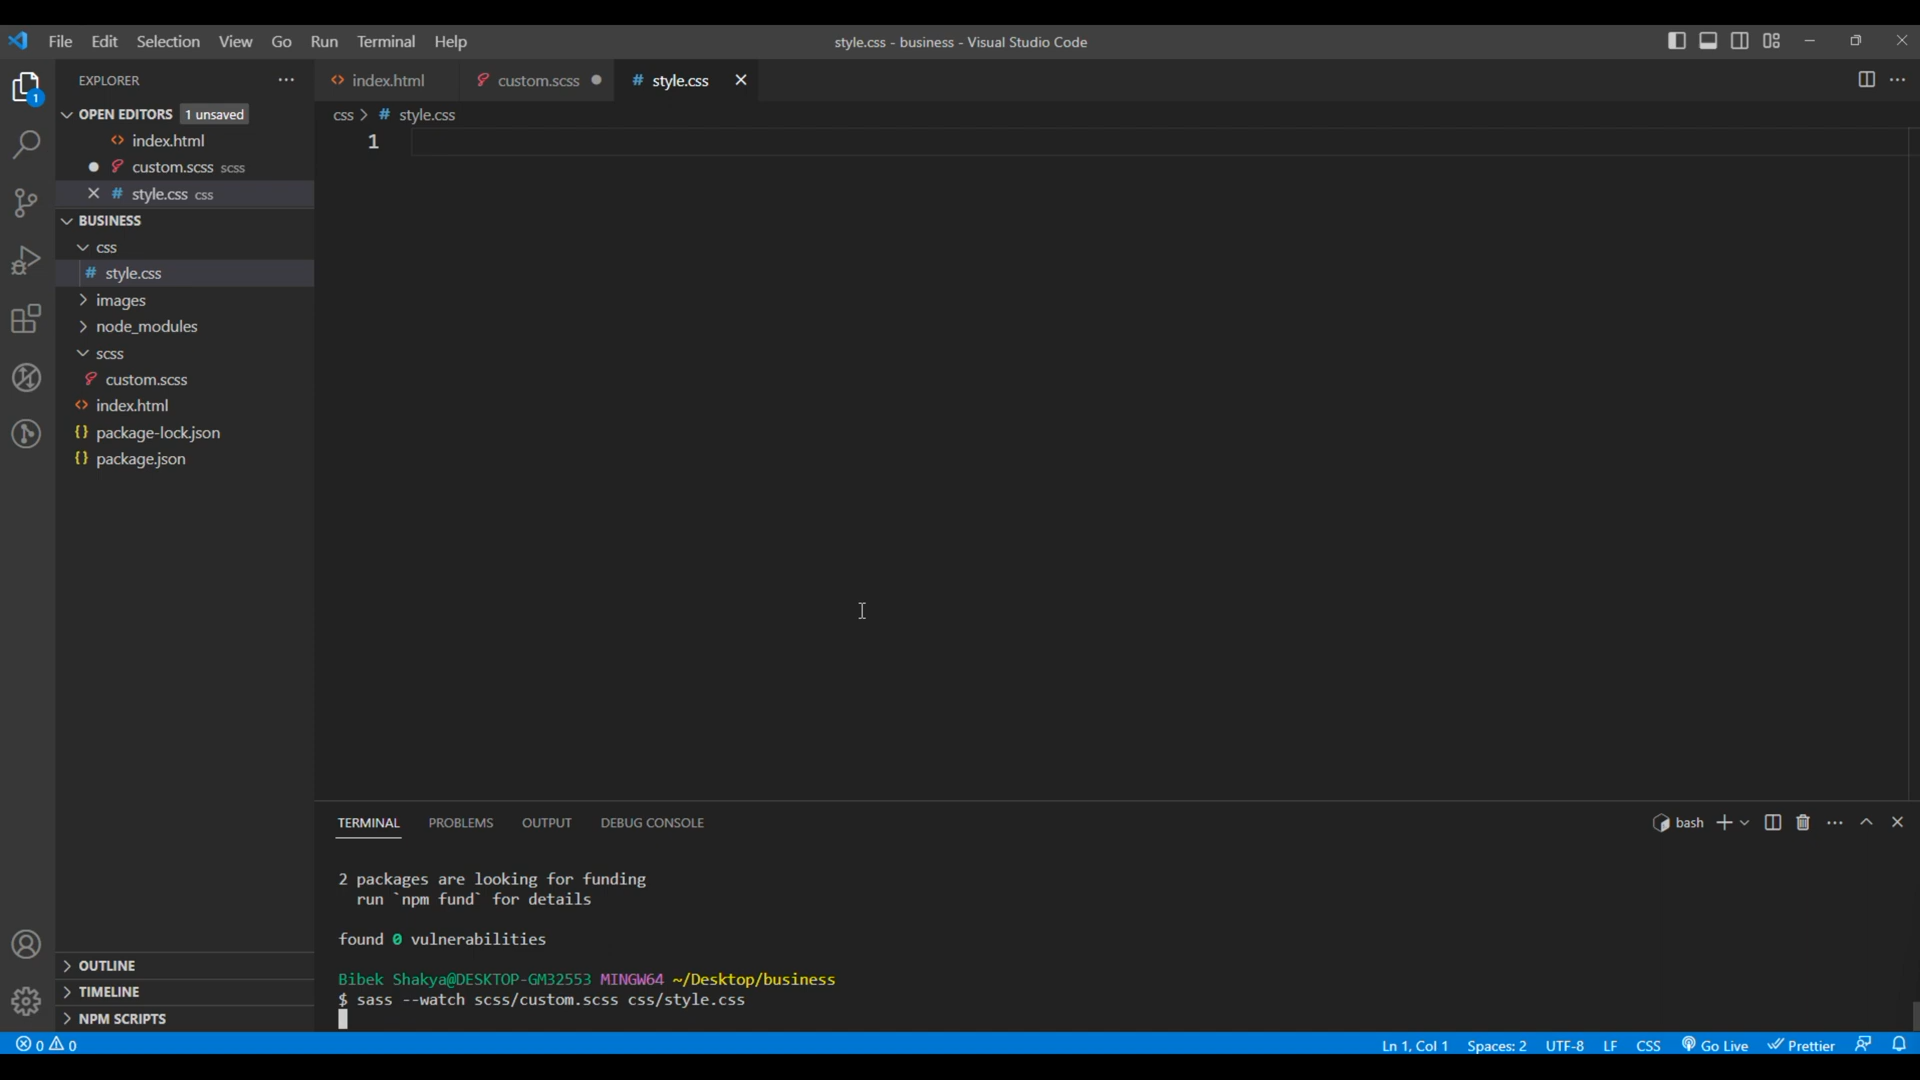 File Edit Selection View Go Run Terminal Help
style.css - business - Visual Studio Code
EXPLORER
index.html
custom.scss
# style.css
1
OPEN EDITORS 1 unsaved
index.html
custom.scss scss
# style.css css
BUSINESS
css
# style.css
images
node_modules
scss
custom.scss
index.html
{} package-lock.json
{} package.json
OUTLINE
TIMELINE
NPM SCRIPTS
css > # style.css
1
TERMINAL PROBLEMS OUTPUT DEBUG CONSOLE
bash
2 packages are looking for funding
run `npm fund` for details
found 0 vulnerabilities
Bibek Shakya@DESKTOP-GM32553 MINGW64 ~/Desktop/business
$ sass --watch scss/custom.scss css/style.css
0 0
Ln 1, Col 1 Spaces: 2 UTF-8 LF CSS Go Live Prettier